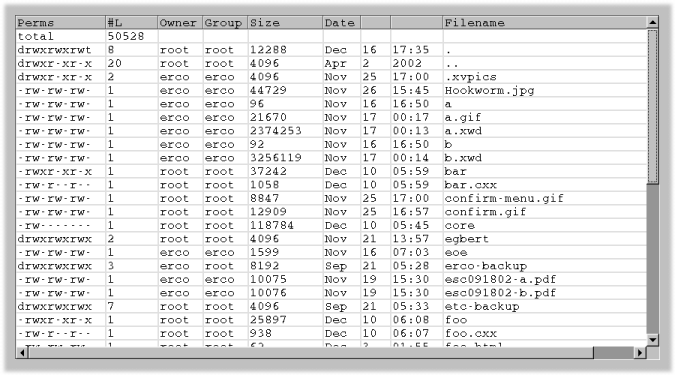 Perms #L Owner Group Size Date Filename
total 50528
drwxrwxrwt 8 root root 12288 Dec 16 17:35 .
drwxr-xr-x 20 root root 4096 Apr 2 2002 ..
drwxr-xr-x 2 erco erco 4096 Nov 25 17:00 .xvpics
-rw-rw-rw- 1 erco erco 44729 Nov 26 15:45 Hookworm.jpg
-rw-rw-rw- 1 erco erco 96 Nov 16 16:50 a
-rw-rw-rw- 1 erco erco 21670 Nov 17 00:17 a.gif
-rw-rw-rw- 1 erco erco 2374253 Nov 17 00:13 a.xwd
-rw-rw-rw- 1 erco erco 92 Nov 16 16:50 b
-rw-rw-rw- 1 erco erco 3256119 Nov 17 00:14 b.xwd
-rwxr-xr-x 1 root root 37242 Dec 10 05:59 bar
-rw-r--r-- 1 root root 1058 Dec 10 05:59 bar.cxx
-rw-rw-rw- 1 root root 8847 Nov 25 17:00 confirm-menu.gif
-rw-rw-rw- 1 root root 12909 Nov 25 16:57 confirm.gif
-rw------- 1 root root 118784 Dec 10 05:45 core
drwxrwxrwx 2 root root 4096 Nov 21 13:57 egbert
-rw-rw-rw- 1 erco erco 1599 Nov 16 07:03 eoe
drwxrwxrwx 3 erco root 8192 Sep 21 05:28 erco-backup
-rw-rw-rw- 1 erco erco 10075 Nov 19 15:30 esc091802-a.pdf
-rw-rw-rw- 1 erco erco 10076 Nov 19 15:30 esc091802-b.pdf
drwxrwxrwx 7 root root 4096 Sep 21 05:33 etc-backup
-rwxr-xr-x 1 root root 25897 Dec 10 06:08 foo
-rw-r--r-- 1 root root 938 Dec 10 06:07 foo.cxx
-rw-rw-rw- 1 root root 62 Dec 3 01:55 foo.html